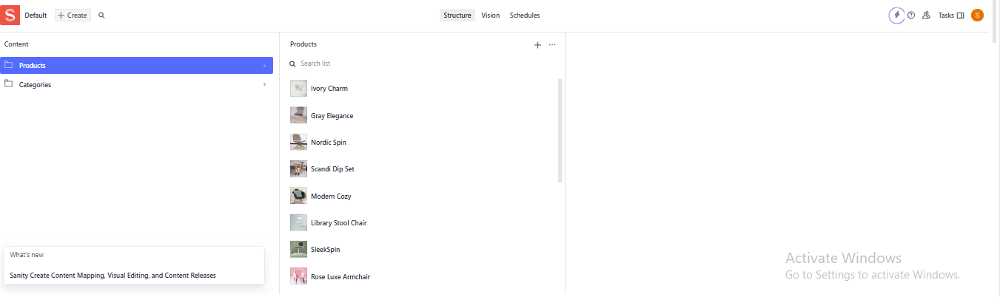 S Default + Create Structure Vision Schedules Tasks S
Content
Products
Categories
What's new
Sanity Create Content Mapping, Visual Editing, and Content Releases
Products
Search list
Ivory Charm
Gray Elegance
Nordic Spin
Scandi Dip Set
Modern Cozy
Library Stool Chair
SleekSpin
Rose Luxe Armchair
Activate Windows
Go to Settings to activate Windows.